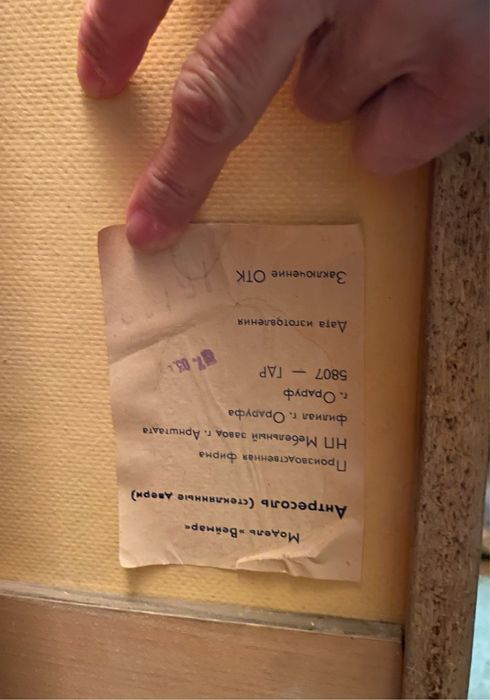 Модель »Веймар«
Антресоль (стеклянные двери)
Производственная фирма
НП Мебельный завод г. Арнштадта
филиал г. Ордруфа
г. Ордруф
5807 — ГДР
Дата изготовления
Заключение ОТК